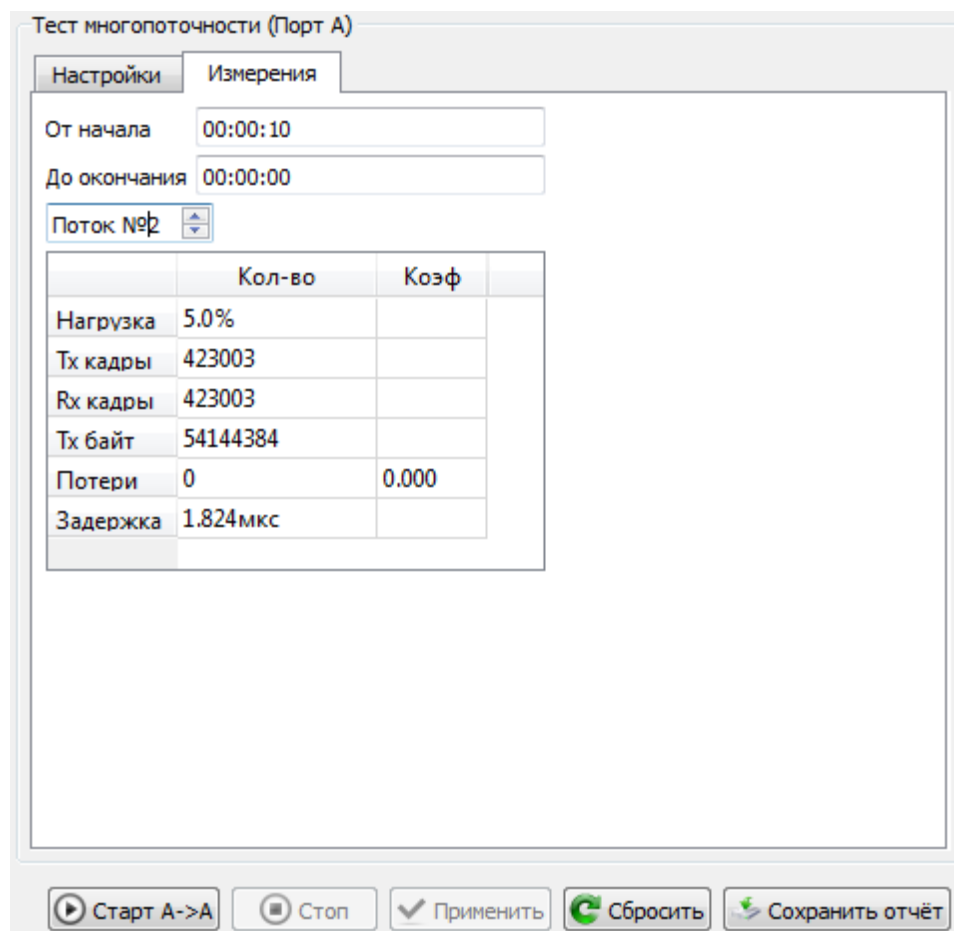 Тест многопоточности (Порт A)
Настройки Измерения
От начала 00:00:10
До окончания 00:00:00
Поток №2
Кол-во Коэф
Нагрузка 5.0%
Tx кадры 423003
Rx кадры 423003
Tx байт 54144384
Потери 0 0.000
Задержка 1.824мкс
Старт A->A Стоп Применить Сбросить Сохранить отчёт